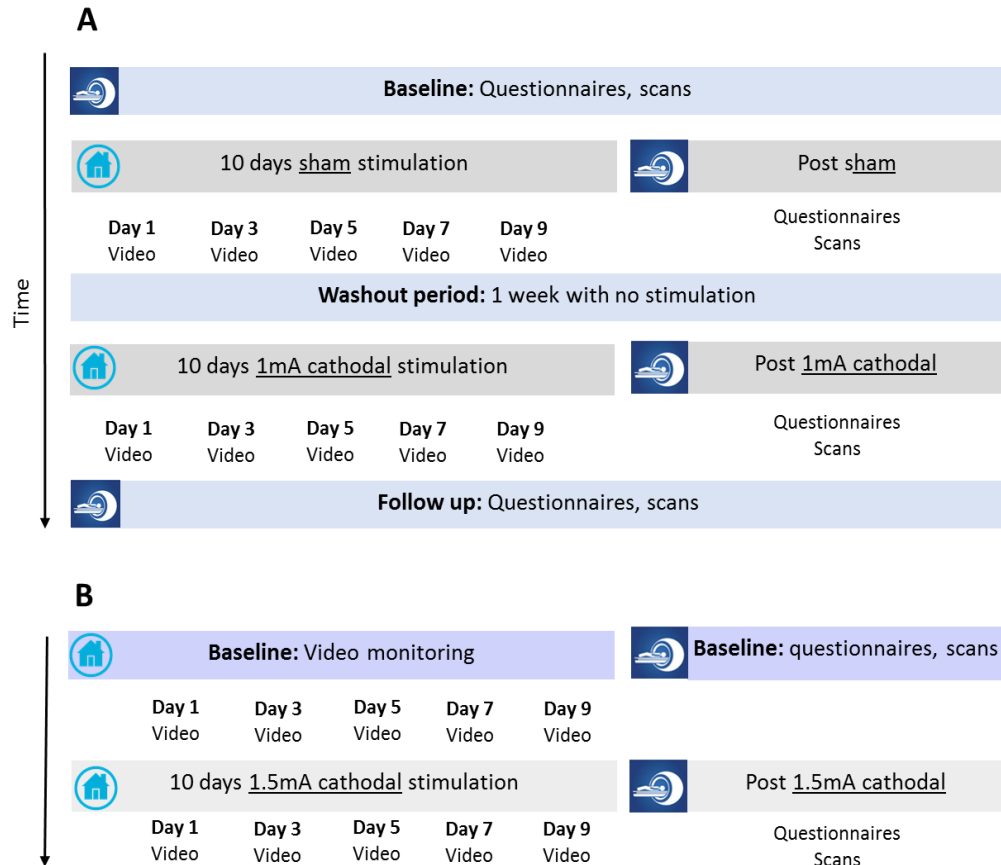 A
Time
Baseline: Questionnaires, scans
10 days sham stimulation
Post sham
Day 1 Day 3 Day 5 Day 7 Day 9
Video Video Video Video Video
Questionnaires
Scans
Washout period: 1 week with no stimulation
10 days 1mA cathodal stimulation
Post 1mA cathodal
Day 1 Day 3 Day 5 Day 7 Day 9
Video Video Video Video Video
Questionnaires
Scans
Follow up: Questionnaires, scans
B
Baseline: Video monitoring
Baseline: questionnaires, scans
Day 1 Day 3 Day 5 Day 7 Day 9
Video Video Video Video Video
10 days 1.5mA cathodal stimulation
Post 1.5mA cathodal
Day 1 Day 3 Day 5 Day 7 Day 9
Video Video Video Video Video
Questionnaires
Scans